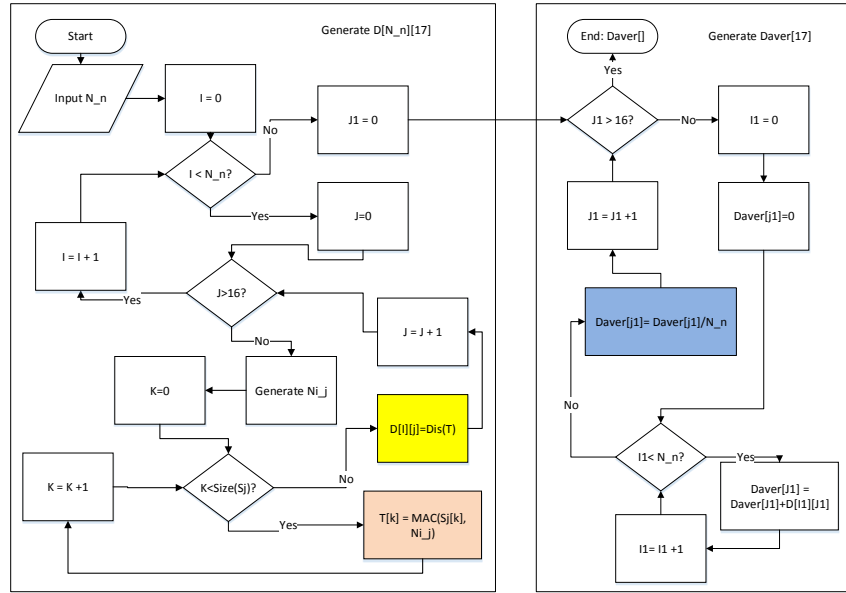 Start
Generate D[N_n][17]
Input N_n
I = 0
No
J1 = 0
I < N_n?
Yes
J=0
I = I + 1
J>16?
Yes
No
J = J + 1
K=0
Generate Ni_j
D[I][j]=Dis(T)
No
K = K +1
K<Size(Sj)?
Yes
T[k] = MAC(Sj[k],
Ni_j)
End: Daver[]
Generate Daver[17]
Yes
J1 > 16?
No
I1 = 0
J1 = J1 +1
Daver[j1]=0
Daver[j1]= Daver[j1]/N_n
No
I1< N_n?
Yes
Daver[J1] =
Daver[J1]+D[I1][J1]
I1= I1 +1